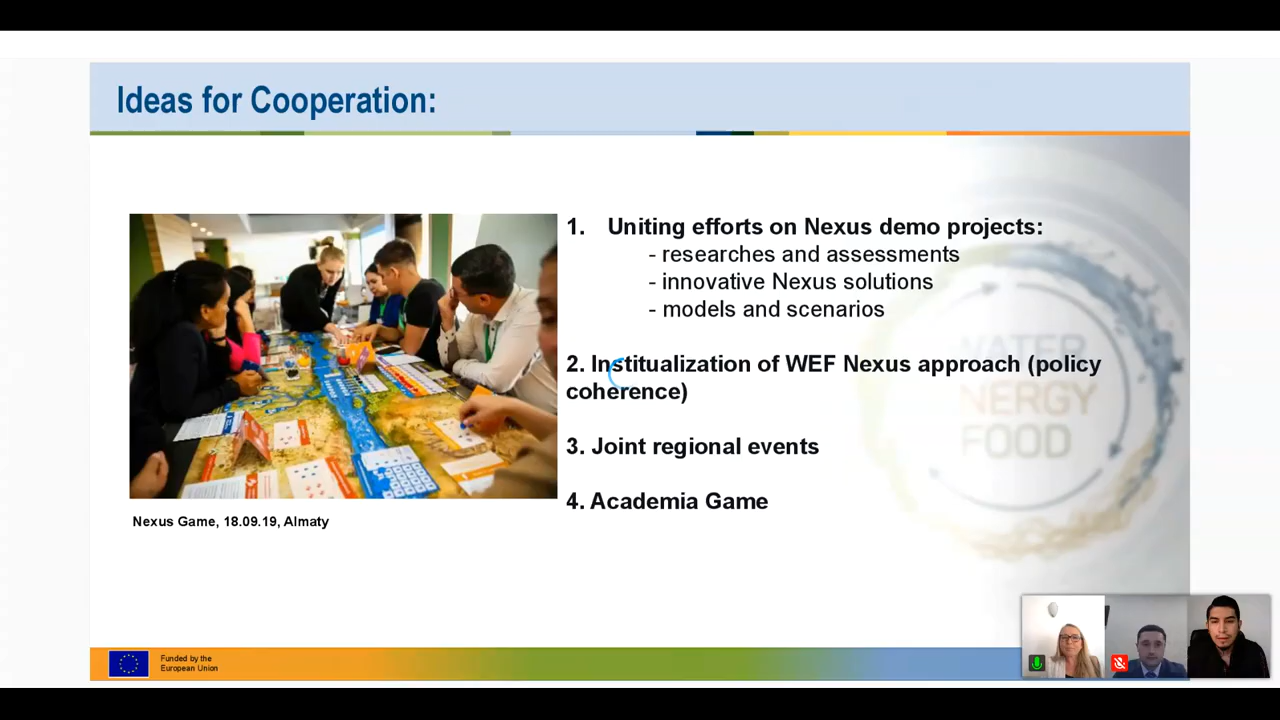 Ideas for Cooperation:
1. Uniting efforts on Nexus demo projects:
- researches and assessments
- innovative Nexus solutions
- models and scenarios
2. Institualization of WEF Nexus approach (policy
coherence)
3. Joint regional events
4. Academia Game
WATER
ENERGY
FOOD
Nexus Game, 18.09.19, Almaty
Funded by the
European Union